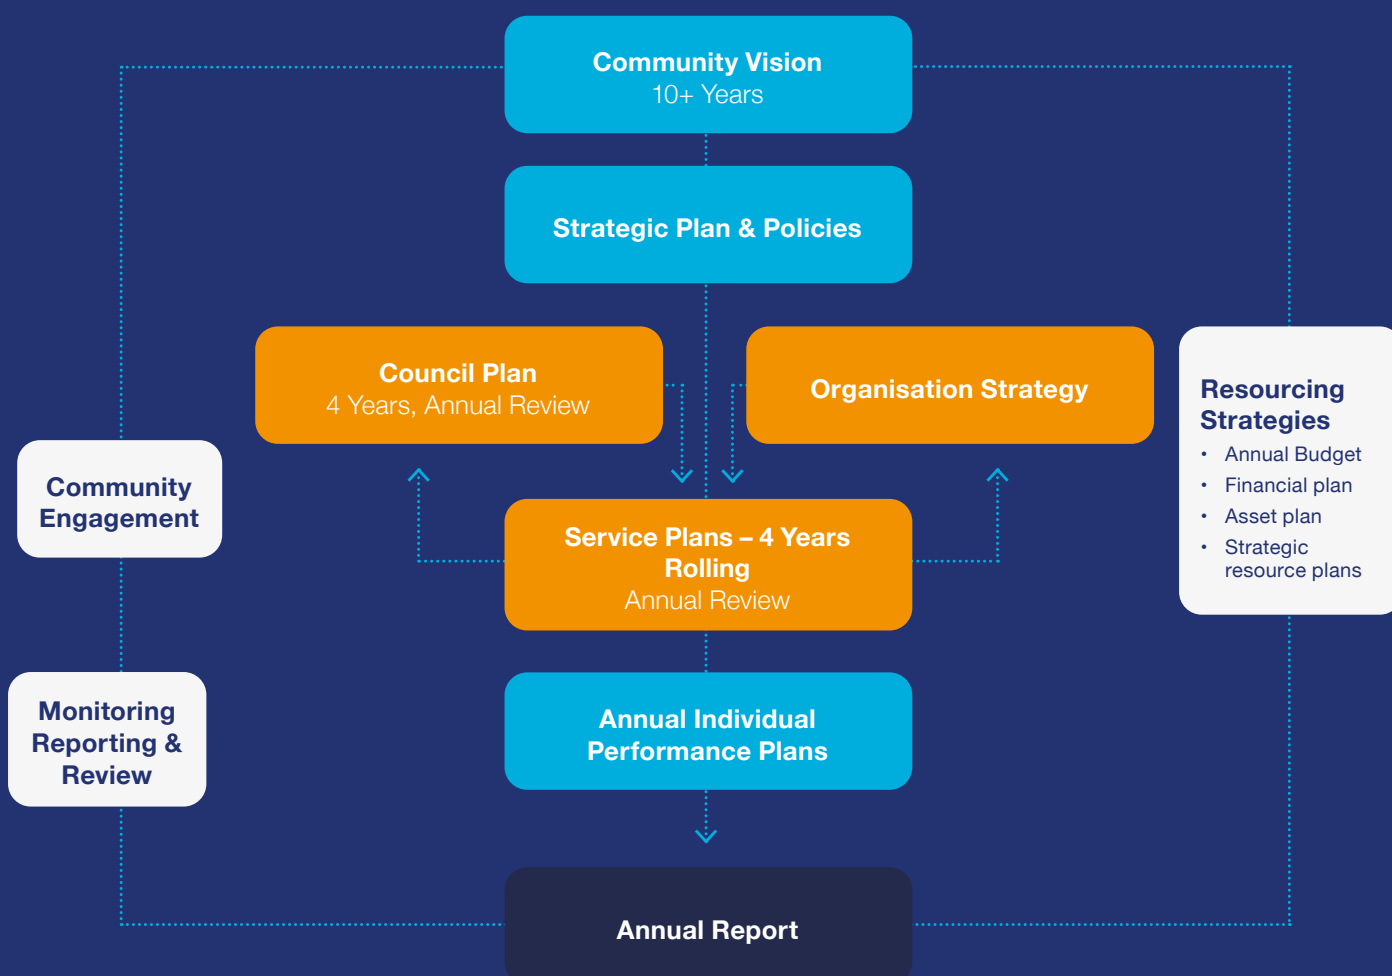 Community Vision
10+ Years
Strategic Plan & Policies
Council Plan
4 Years, Annual Review
Organisation Strategy
Resourcing
Strategies
• Annual Budget
• Financial plan
• Asset plan
• Strategic
resource plans
Community
Engagement
Service Plans – 4 Years
Rolling
Annual Review
Monitoring
Reporting &
Review
Annual Individual
Performance Plans
Annual Report